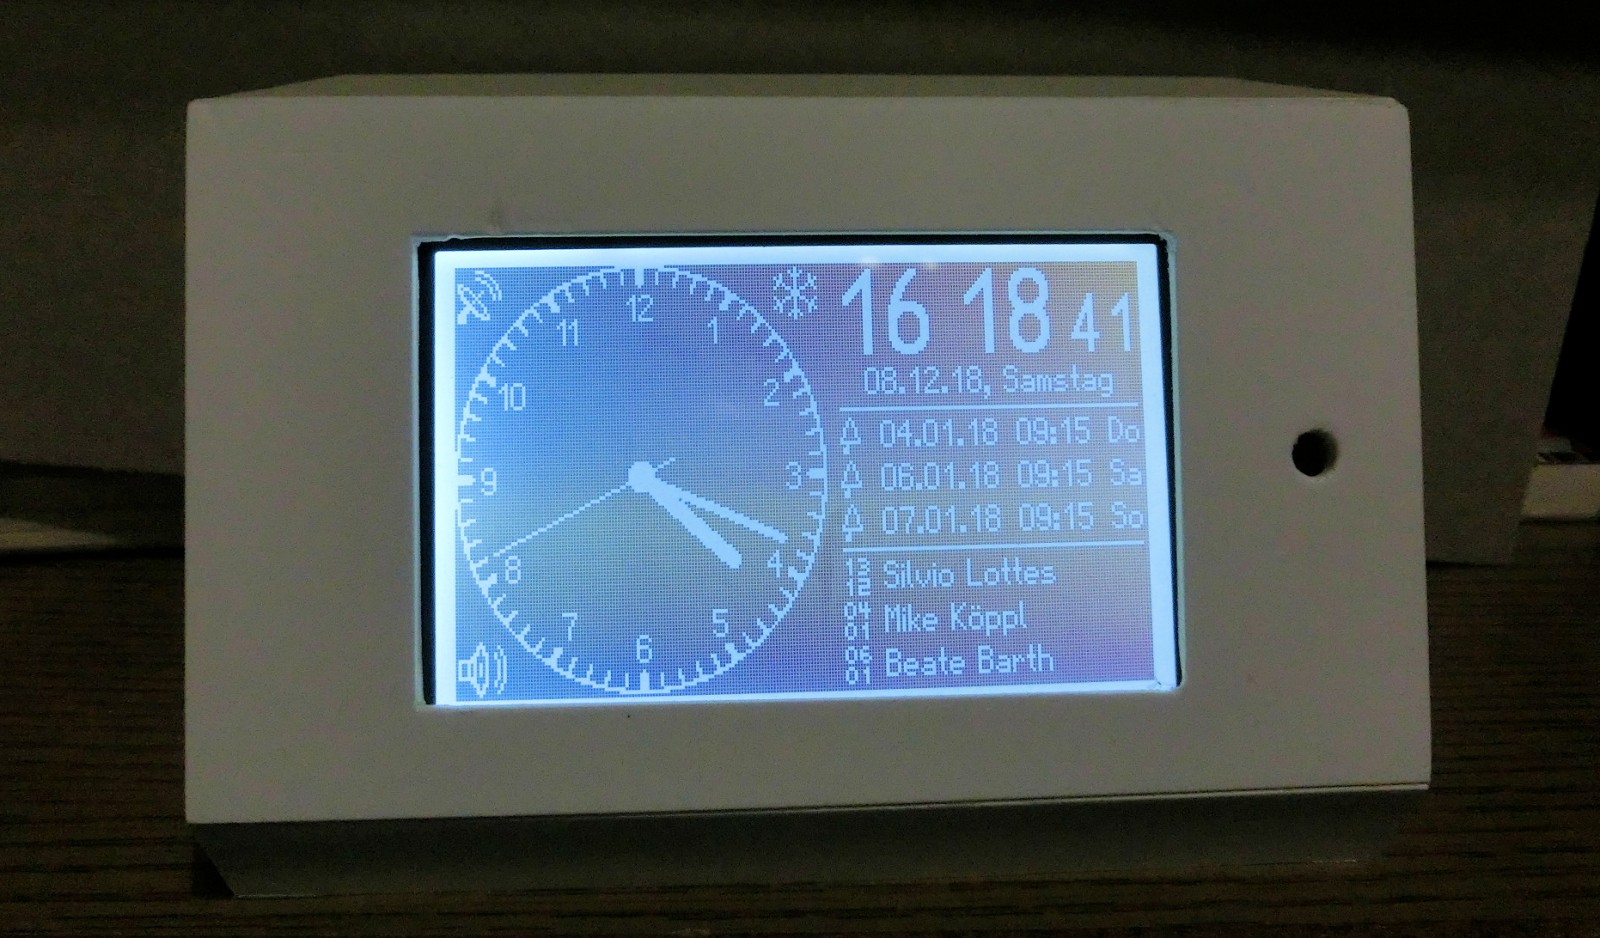 12
11
1
10
2
9
3
8
4
7
5
6
16 18 41
08.12.18, Samstag
04.01.18 09:15 Do
06.01.18 09:15 Sa
07.01.18 09:15 So
13
12 Silvio Lottes
04
01 Mike Köppl
06
01 Beate Barth